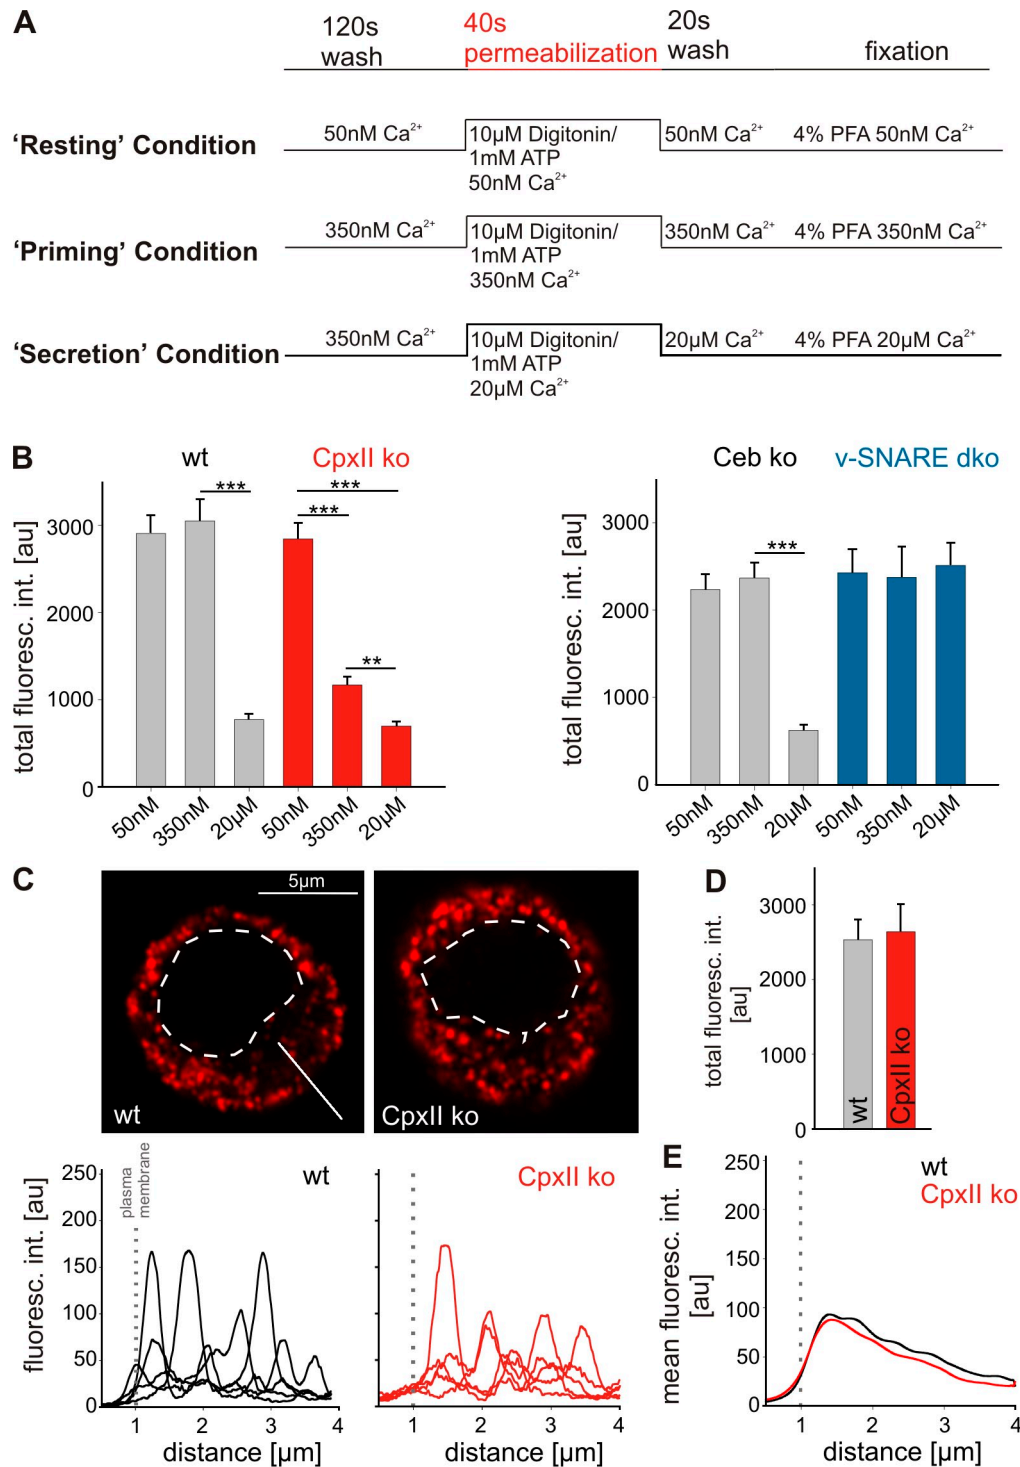 A
120s
wash
40s
permeabilization
20s
wash
fixation
‘Resting’ Condition
50nM Ca²⁺
10µM Digitonin/
1mM ATP
50nM Ca²⁺
50nM Ca²⁺
4% PFA 50nM Ca²⁺
‘Priming’ Condition
350nM Ca²⁺
10µM Digitonin/
1mM ATP
350nM Ca²⁺
350nM Ca²⁺
4% PFA 350nM Ca²⁺
‘Secretion’ Condition
350nM Ca²⁺
10µM Digitonin/
1mM ATP
20µM Ca²⁺
20µM Ca²⁺
4% PFA 20µM Ca²⁺
B
wt
CpxII ko
total fluoresc. int. [au]
3000
2000
1000
0
***
***
***
**
50nM
350nM
20µM
50nM
350nM
20µM
Ceb ko
v-SNARE dko
total fluoresc. int. [au]
3000
2000
1000
0
***
50nM
350nM
20µM
50nM
350nM
20µM
C
5µm
wt
CpxII ko
D
total fluoresc. int.
[au]
3000
2000
1000
0
wt
CpxII ko
fluoresc. int. [au]
250
200
150
100
50
0
plasma
membrane
wt
1
2
3
4
distance [µm]
CpxII ko
1
2
3
4
distance [µm]
E
mean fluoresc. int.
[au]
250
200
150
100
50
0
wt
CpxII ko
1
2
3
4
distance [µm]